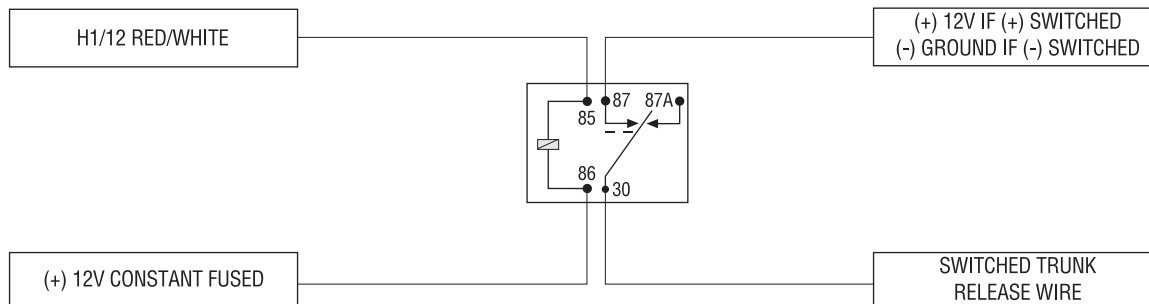 H1/12 RED/WHITE
(+) 12V IF (+) SWITCHED
(-) GROUND IF (-) SWITCHED
87 87A
85
86
30
(+) 12V CONSTANT FUSED
SWITCHED TRUNK
RELEASE WIRE